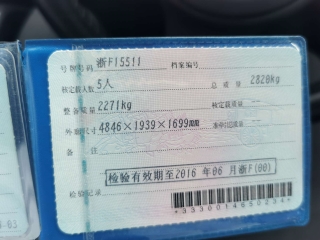 号牌号码 浙F15511 档案编号
核定载人数 5人 总质量 2820kg
整备质量 2271kg 核定载质量 --
外廓尺寸 4846×1939×1699mm 准牵引总质量 --
备 注
检验有效期至2016 年06 月浙F(00)
检验记录